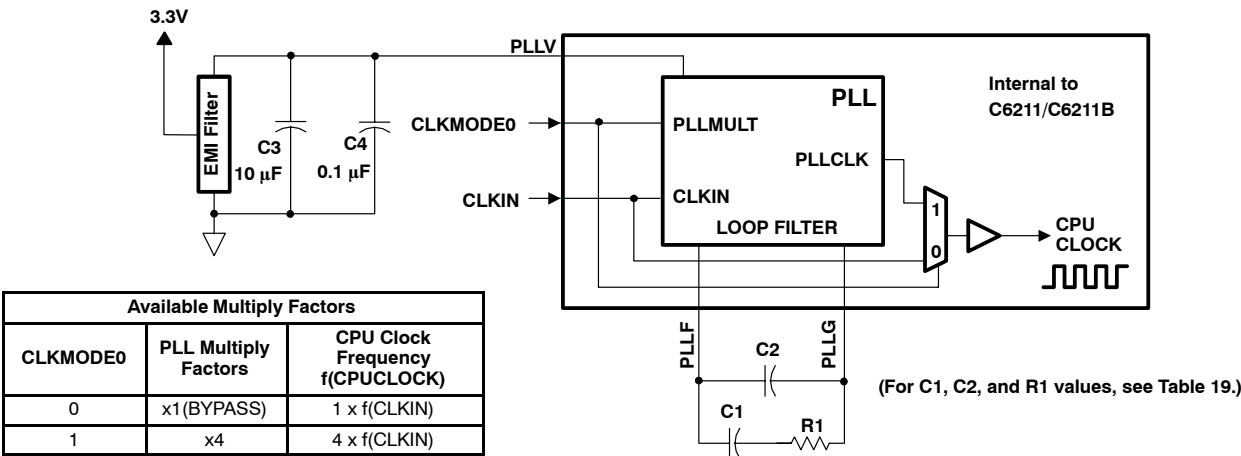 3.3V
PLLV
EMI Filter
C3
10 μF
C4
0.1 μF
CLKMODE0
CLKIN
PLL
PLLMULT
PLLCLK
CLKIN
LOOP FILTER
Internal to
C6211/C6211B
1
0
CPU
CLOCK
Available Multiply Factors
CLKMODE0
PLL Multiply
Factors
CPU Clock
Frequency
f(CPUCLOCK)
0
x1(BYPASS)
1 x f(CLKIN)
1
x4
4 x f(CLKIN)
PLLF
PLLG
C2
C1
R1
(For C1, C2, and R1 values, see Table 19.)